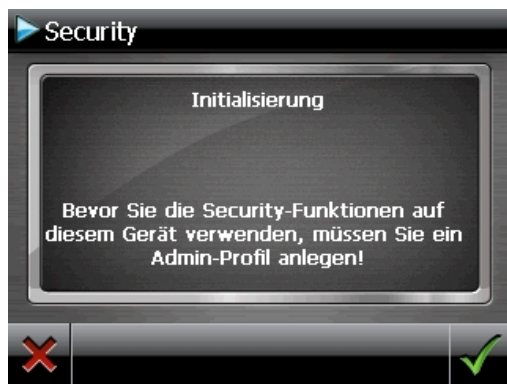 Security
Initialisierung
Bevor Sie die Security-Funktionen auf
diesem Gerät verwenden, müssen Sie ein
Admin-Profil anlegen!